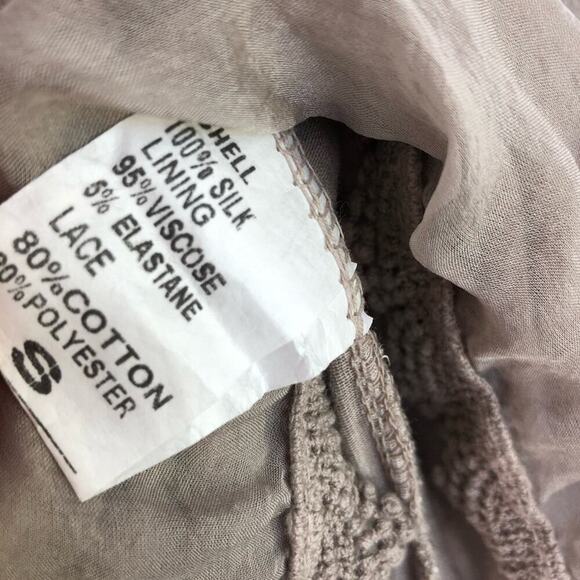 SHELL
100% SILK
LINING
95% VISCOSE
5% ELASTANE
LACE
80%COTTON
20%POLYESTER
S